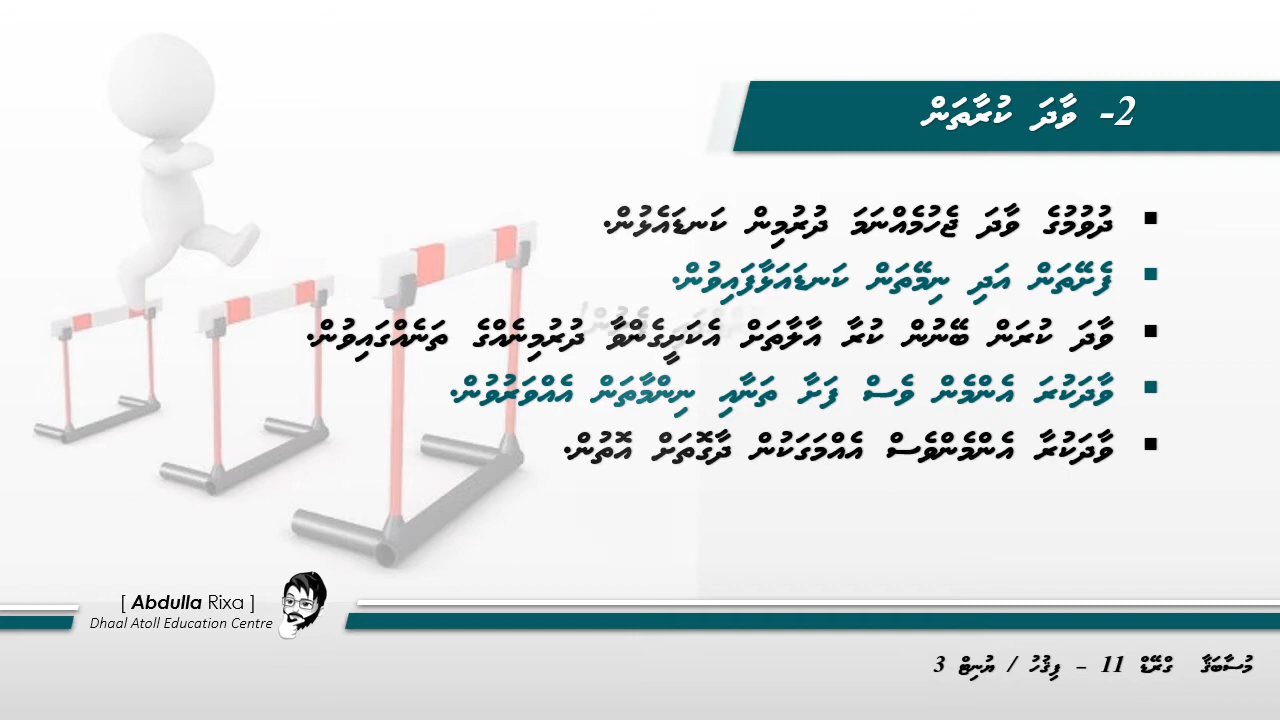 2- ވާދަ ކުރާތަން
▪ ދުވުމުގެ ވާދަ ޖެހުމެއްނަމަ ދުރުމިން ކަނޑައެޅުން.
▪ ފެށޭތަން އަދި ނިމޭތަން ކަނޑައަޅާފައިވުން.
▪ ވާދަ ކުރަން ބޭނުން ކުރާ އާލާތަށް އެކަށީގެންވާ ދުރުމިނެއްގެ ތަނެއްގައިވުން.
▪ ވާދަކުރަ އެންމެން ވެސް ފަށާ ތަނާއި ނިންމާތަން އެއްވަރުވުން.
▪ ވާދަކުރާ އެންމެންވެސް އެއްމަގަކުން ދާގޮތަށް އޮތުން.
[ Abdulla Rixa ]
Dhaal Atoll Education Centre
މުސާބަޤާ ގްރޭޑް 11 - ފިޤުހު / ޔުނިޓް 3